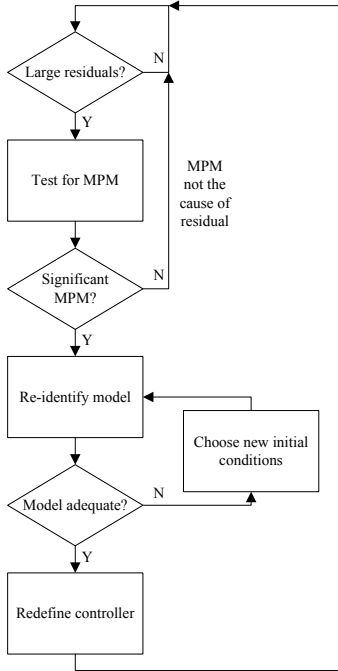 Large residuals?
N
Y
Test for MPM
MPM
not the
cause of
residual
Significant
MPM?
N
Y
Re-identify model
Choose new initial
conditions
Model adequate?
N
Y
Redefine controller